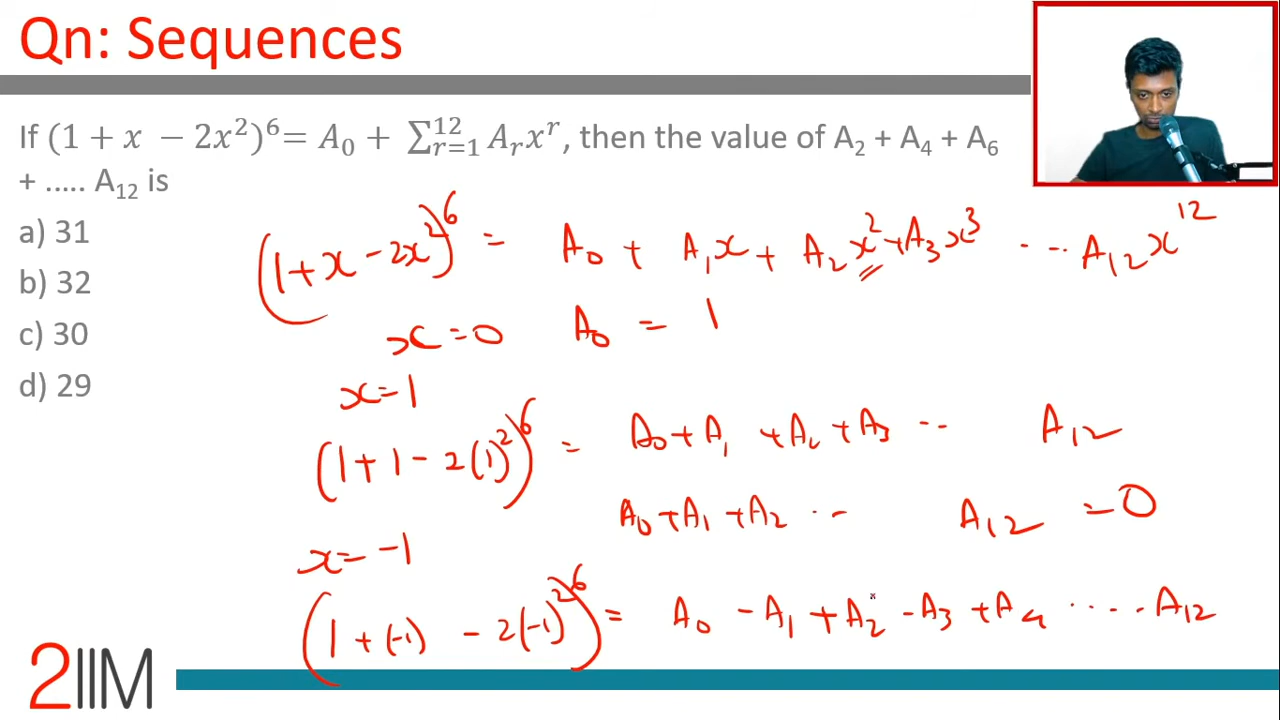 Qn: Sequences
If (1 + x − 2x²)⁶= A₀ + ∑¹²ᵣ₌₁ Aᵣxʳ, then the value of A₂ + A₄ + A₆
+ ..... A₁₂ is
a) 31
b) 32
c) 30
d) 29
(1+x−2x²)⁶ = A₀ + A₁x + A₂x² + A₃x³ ..... A₁₂x¹²
x=0 A₀ = 1
x=1
(1+1−2(1)²)⁶ = A₀+A₁ +A₂ +A₃ ... A₁₂
A₀+A₁ +A₂ ... A₁₂ =0
x=−1
(1+(−1) −2(−1)²)⁶ = A₀ −A₁ +A₂ −A₃ +A₄ ..... A₁₂
2IIM